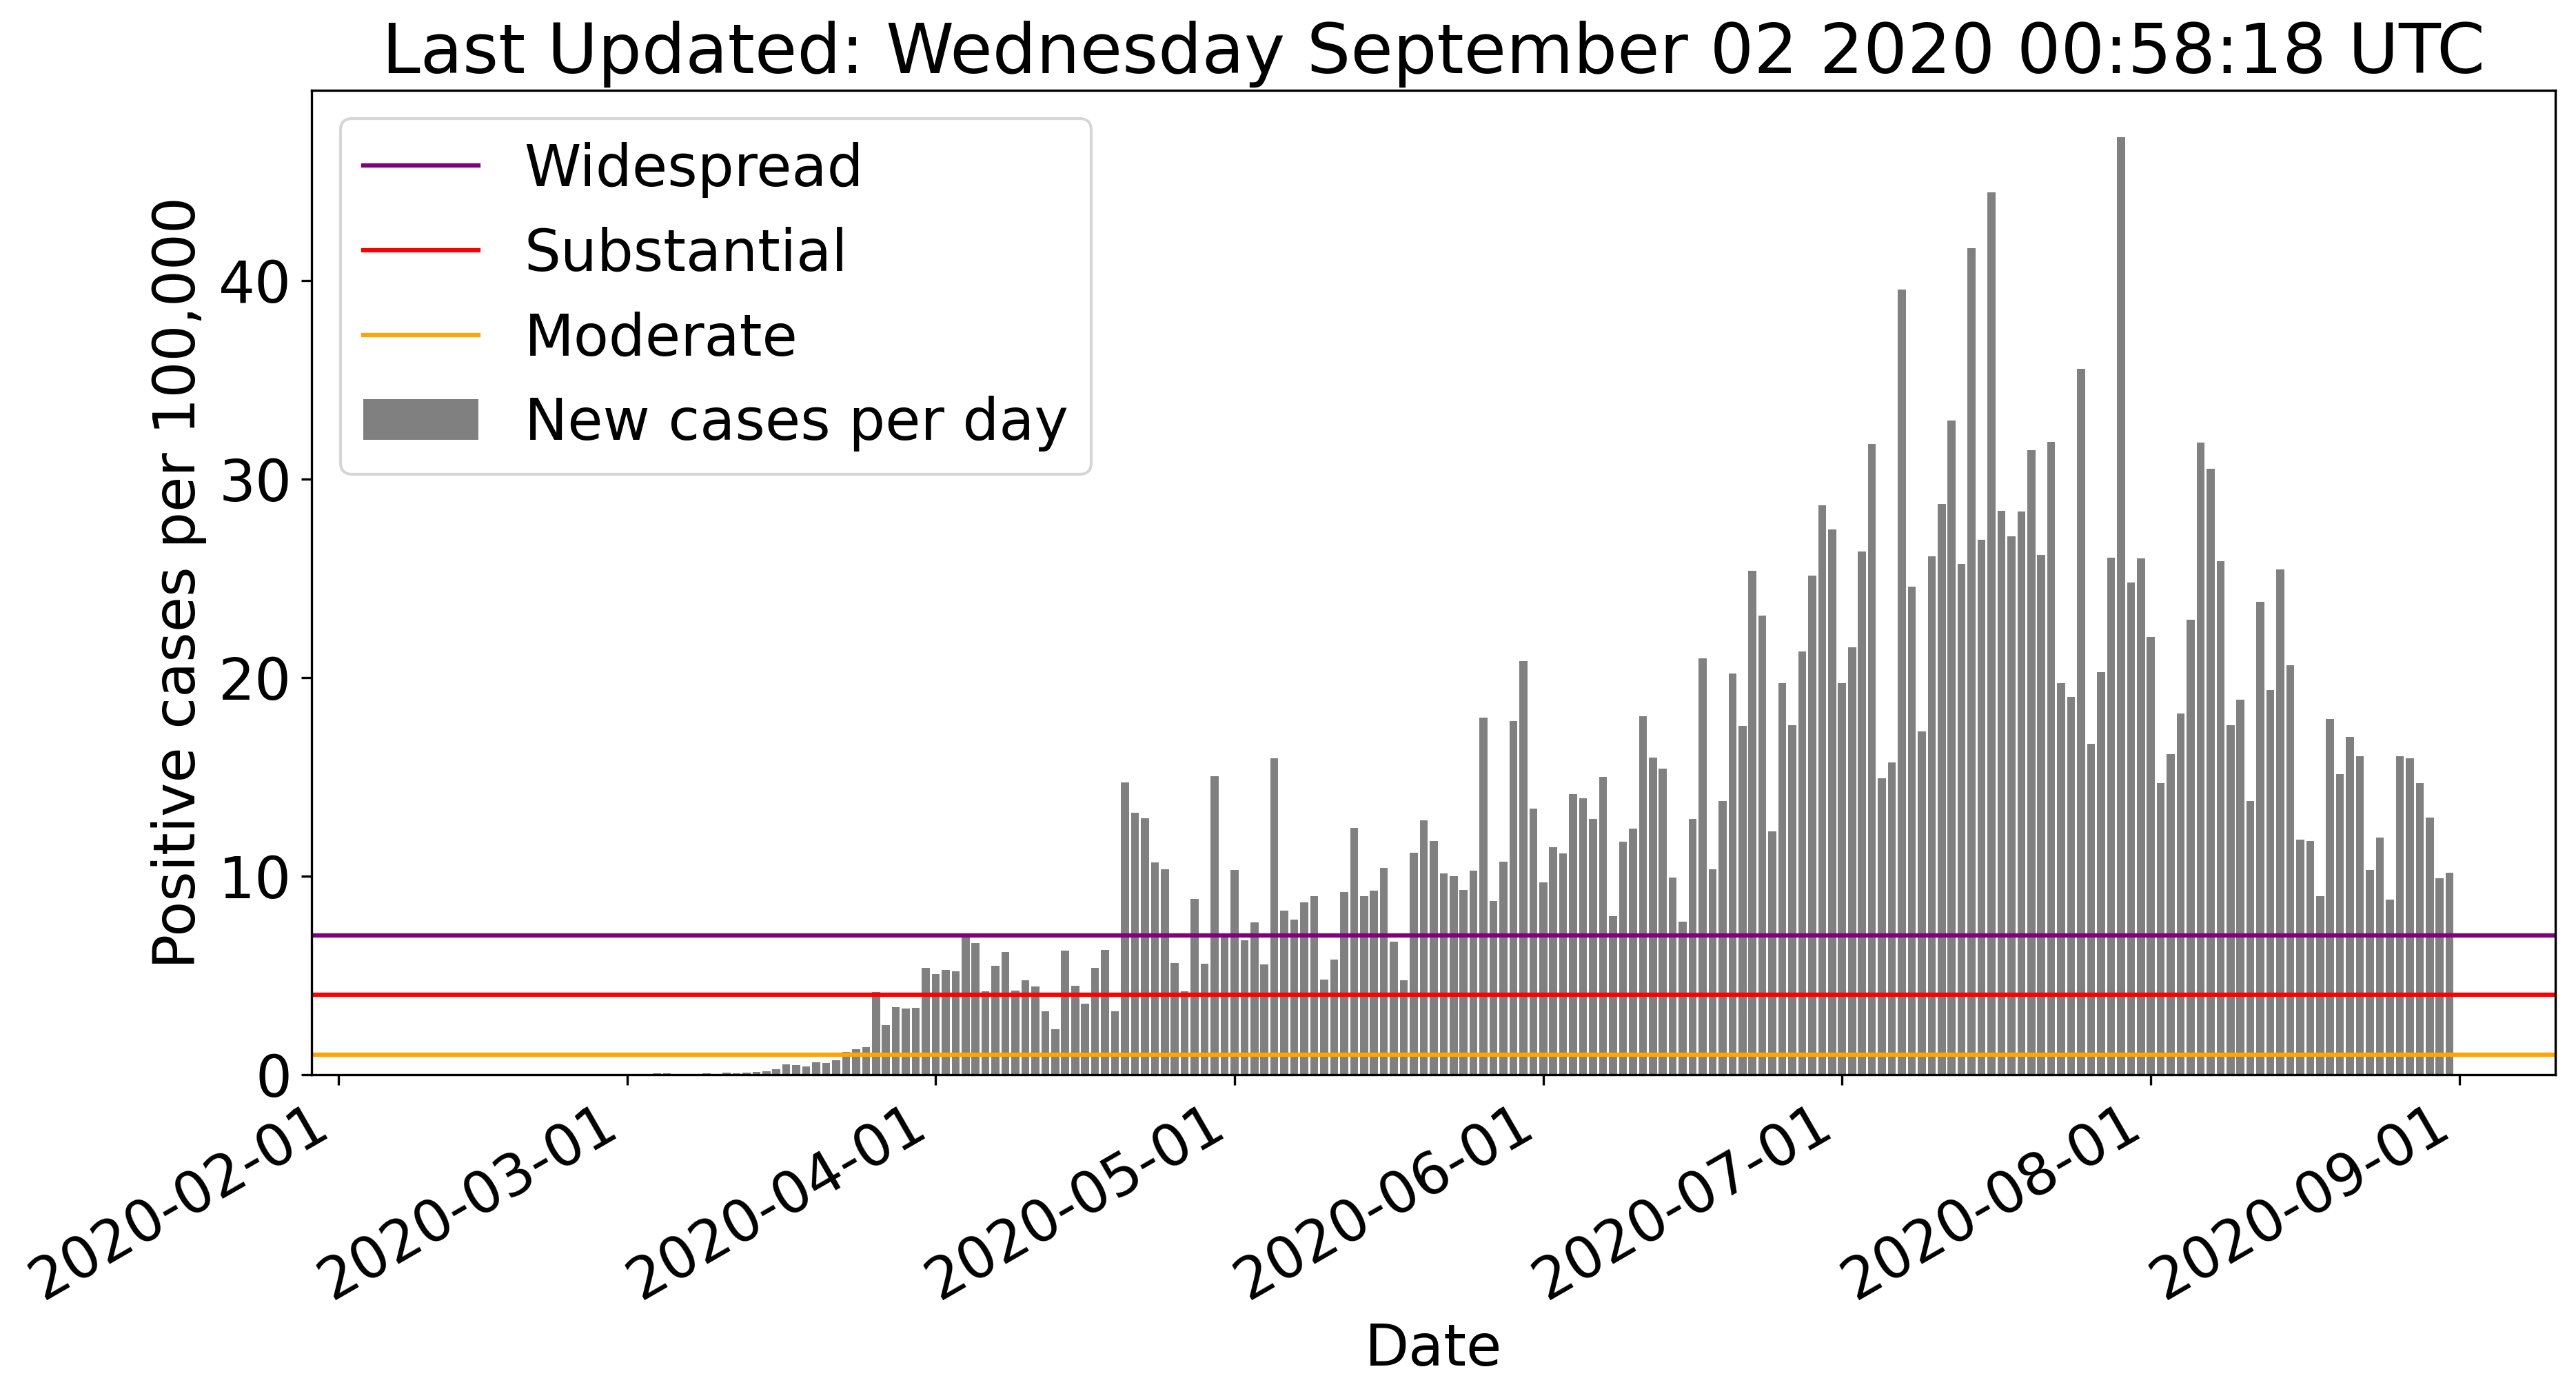 Last Updated: Wednesday September 02 2020 00:58:18 UTC
Widespread
Substantial
Moderate
New cases per day
Positive cases per 100,000
40
30
20
10
0
2020-02-01
2020-03-01
2020-04-01
2020-05-01
2020-06-01
2020-07-01
2020-08-01
2020-09-01
Date